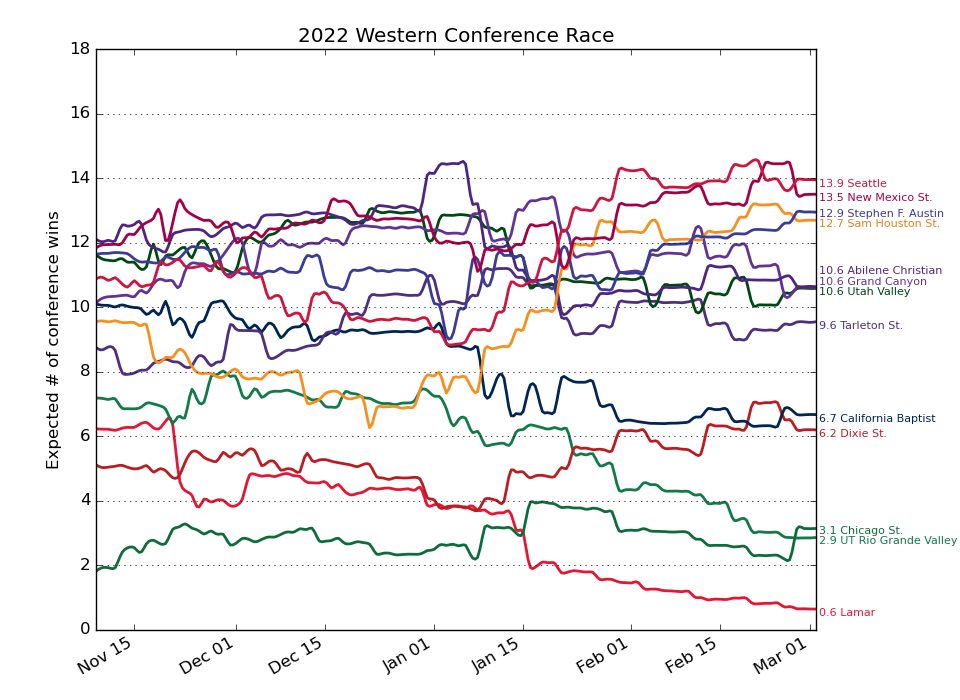 2022 Western Conference Race
Expected # of conference wins
18
16
14
12
10
8
6
4
2
0
13.9 Seattle
13.5 New Mexico St.
12.9 Stephen F. Austin
12.7 Sam Houston St.
10.6 Abilene Christian
10.6 Grand Canyon
10.6 Utah Valley
9.6 Tarleton St.
6.7 California Baptist
6.2 Dixie St.
3.1 Chicago St.
2.9 UT Rio Grande Valley
0.6 Lamar
Nov 15
Dec 01
Dec 15
Jan 01
Jan 15
Feb 01
Feb 15
Mar 01